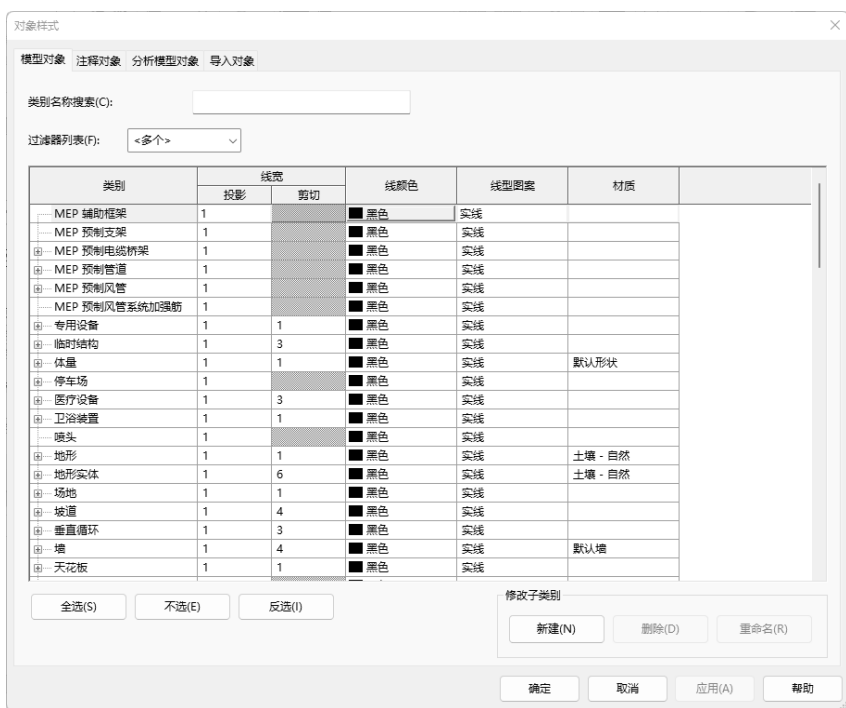 对象样式
模型对象 注释对象 分析模型对象 导入对象
类别名称搜索(C):
过滤器列表(F): <多个>
类别 线宽 线颜色 线型图案 材质
投影 剪切
MEP 辅助框架 1 黑色 实线
MEP 预制支架 1 黑色 实线
MEP 预制电缆桥架 1 黑色 实线
MEP 预制管道 1 黑色 实线
MEP 预制风管 1 黑色 实线
MEP 预制风管系统加强筋 1 黑色 实线
专用设备 1 1 黑色 实线
临时结构 1 3 黑色 实线
体量 1 1 黑色 实线 默认形状
停车场 1 黑色 实线
医疗设备 1 3 黑色 实线
卫浴装置 1 1 黑色 实线
喷头 1 黑色 实线
地形 1 1 黑色 实线 土壤 - 自然
地形实体 1 6 黑色 实线 土壤 - 自然
场地 1 1 黑色 实线
坡道 1 4 黑色 实线
垂直循环 1 3 黑色 实线
墙 1 4 黑色 实线 默认墙
天花板 1 1 黑色 实线
全选(S) 不选(E) 反选(I)
修改子类别
新建(N) 删除(D) 重命名(R)
确定 取消 应用(A) 帮助